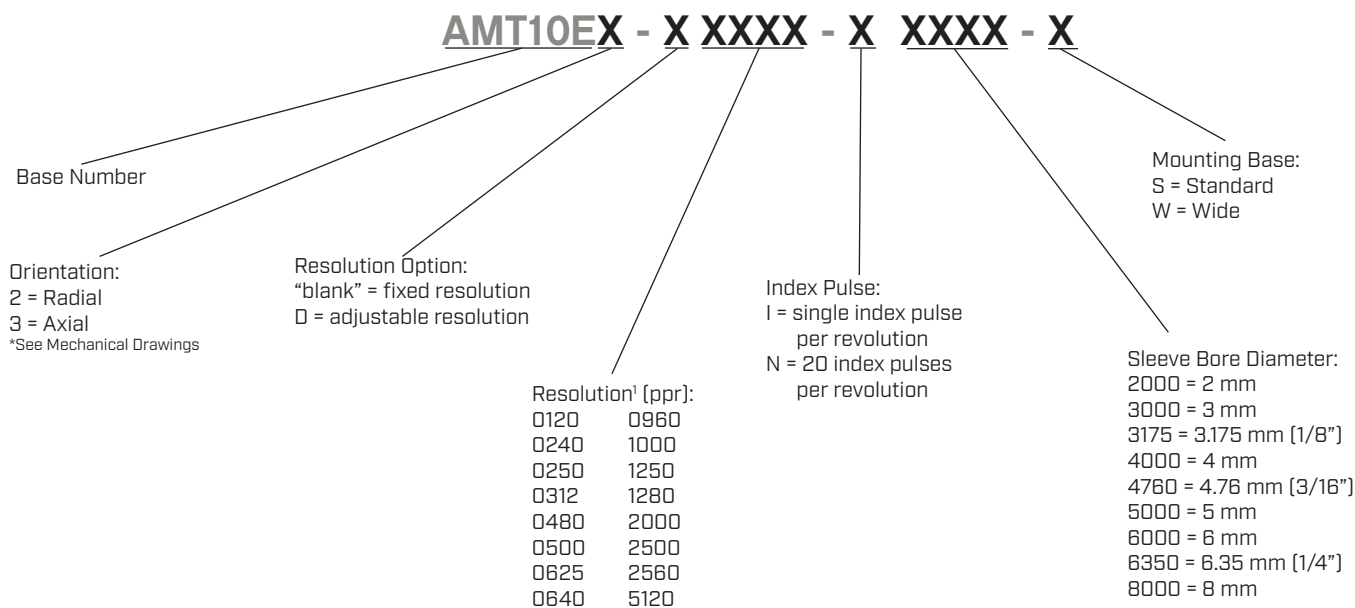 AMT10EX - X XXXX - X XXXX - X
Base Number
Orientation:
2 = Radial
3 = Axial
*See Mechanical Drawings
Resolution Option:
“blank” = fixed resolution
D = adjustable resolution
Resolution¹ (ppr):
0120 0960
0240 1000
0250 1250
0312 1280
0480 2000
0500 2500
0625 2560
0640 5120
Index Pulse:
I = single index pulse
per revolution
N = 20 index pulses
per revolution
Sleeve Bore Diameter:
2000 = 2 mm
3000 = 3 mm
3175 = 3.175 mm (1/8”)
4000 = 4 mm
4760 = 4.76 mm (3/16”)
5000 = 5 mm
6000 = 6 mm
6350 = 6.35 mm (1/4”)
8000 = 8 mm
Mounting Base:
S = Standard
W = Wide